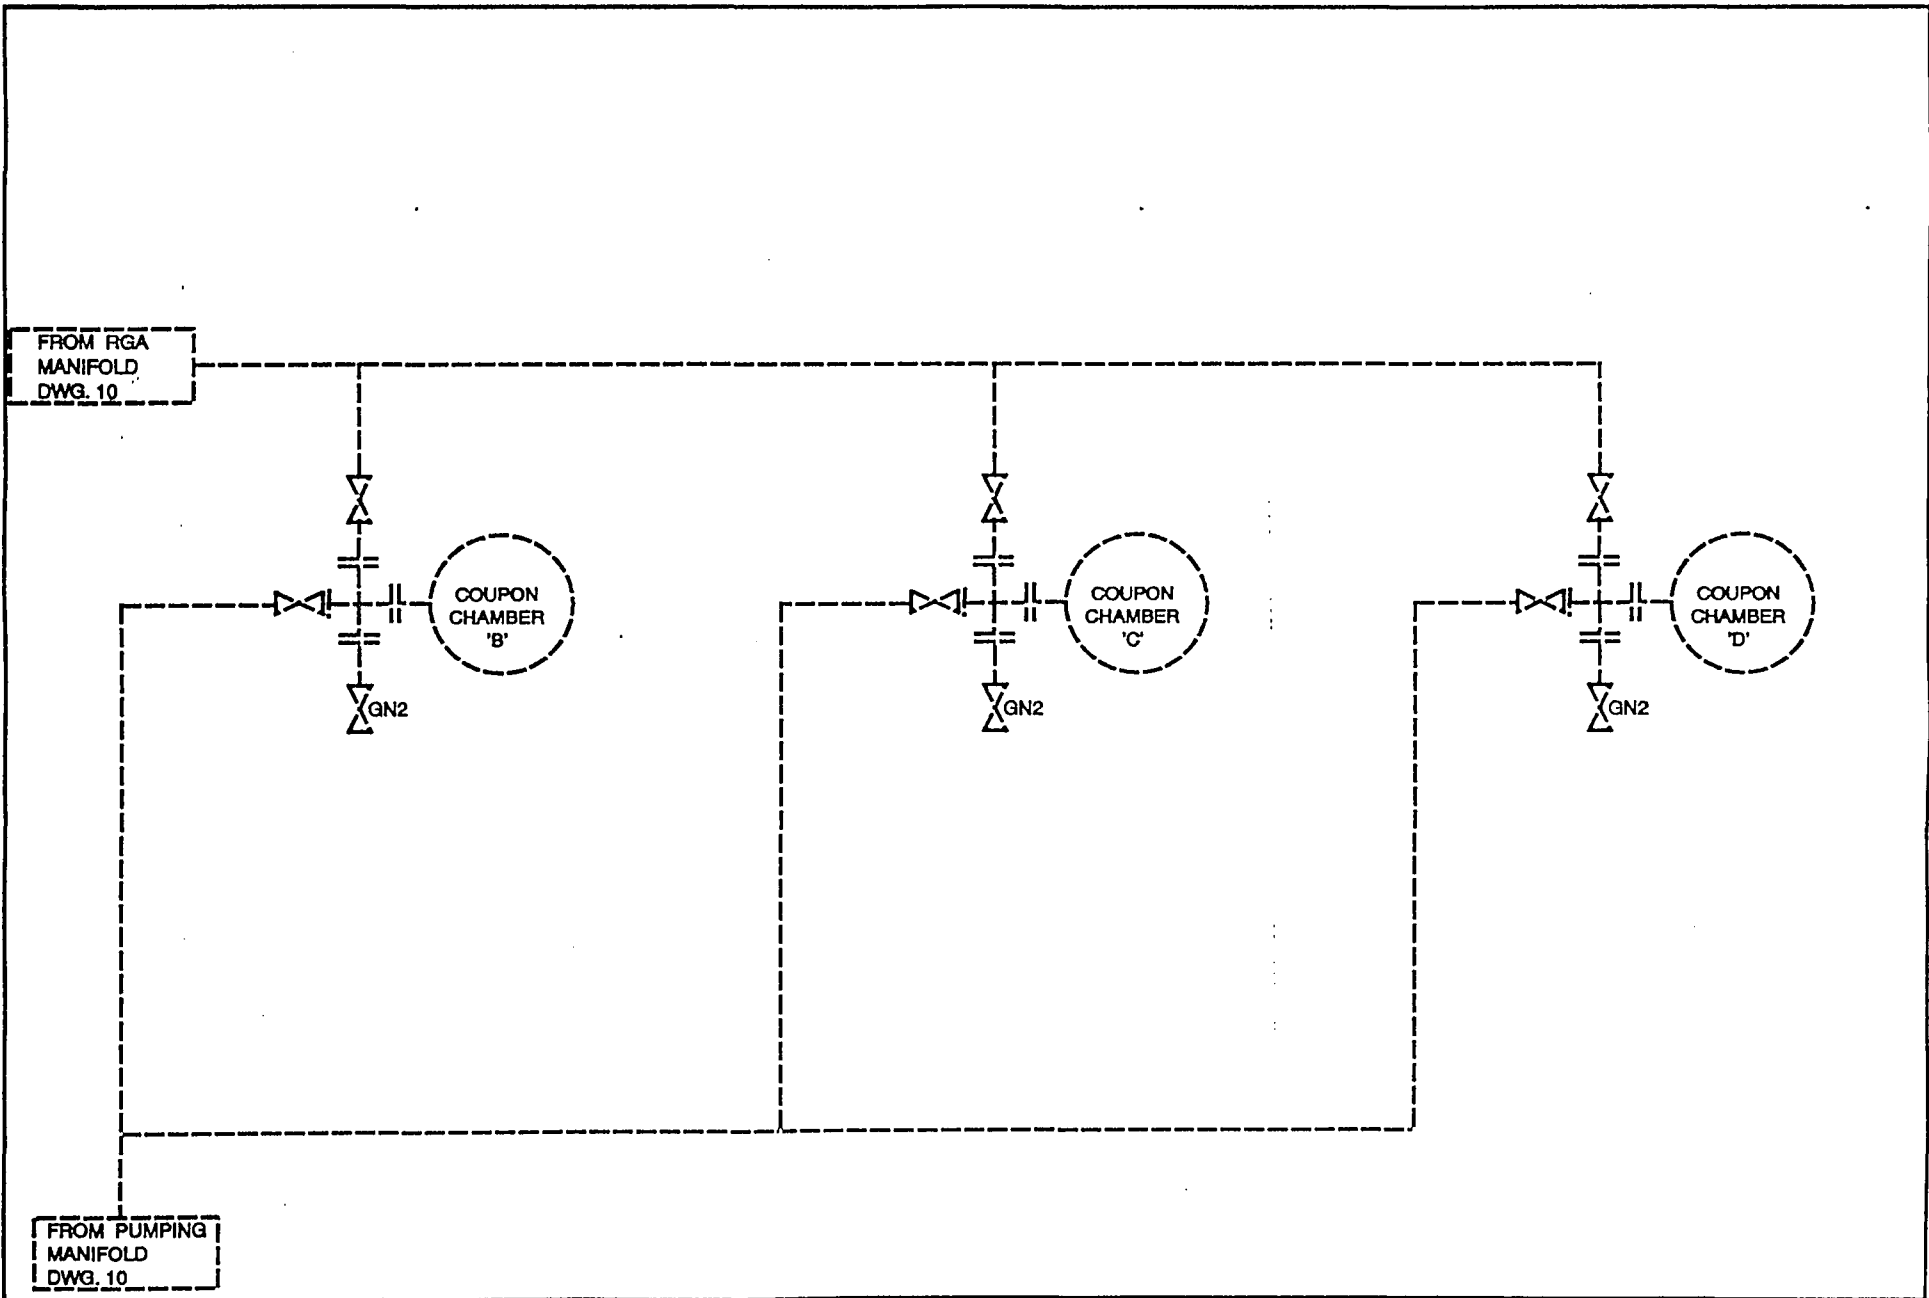 FROM RGA
MANIFOLD
DWG. 10
COUPON
CHAMBER
'B'
GN2
COUPON
CHAMBER
'C'
GN2
COUPON
CHAMBER
'D'
GN2
FROM PUMPING
MANIFOLD
DWG. 10